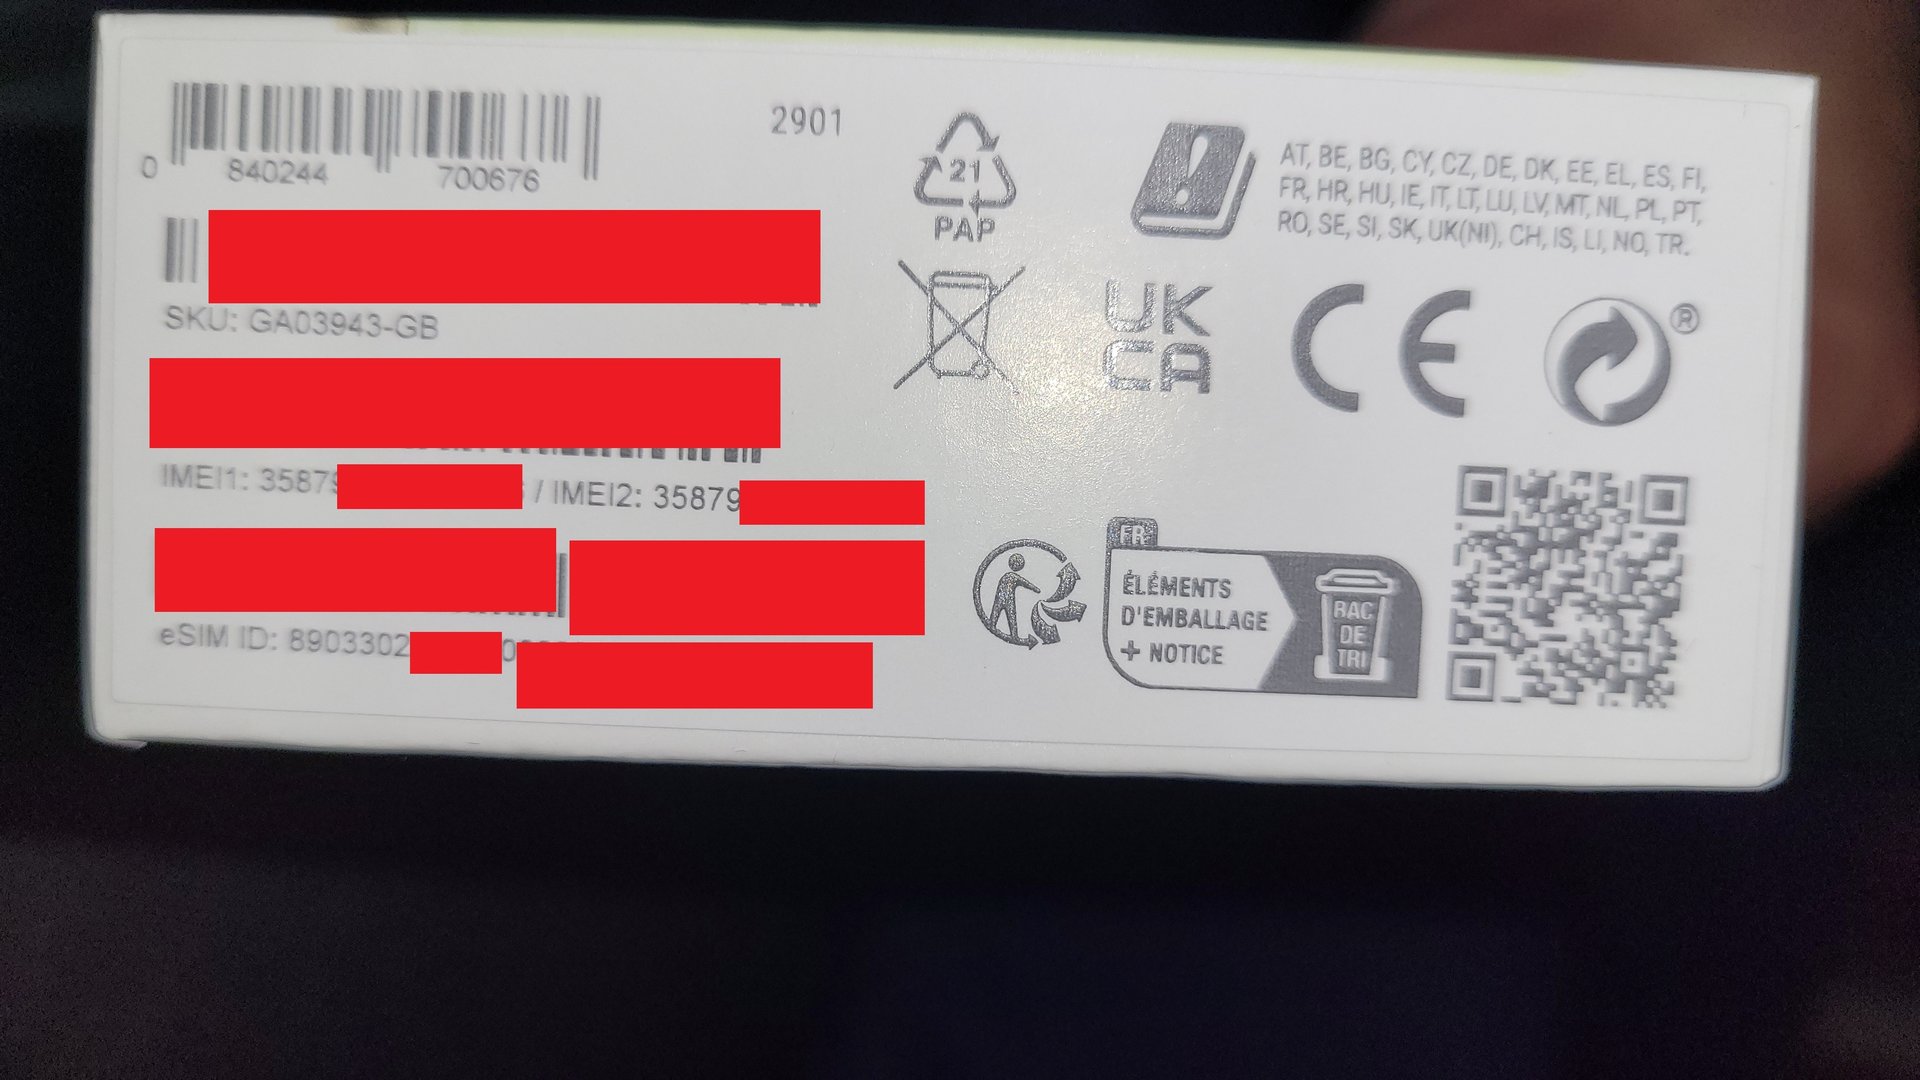 2901
0 840244 700676
SKU: GA03943-GB
IMEI1: 35879 / IMEI2: 35879
eSIM ID: 8903302
21
PAP
AT, BE, BG, CY, CZ, DE, DK, EE, EL, ES, FI,
FR, HR, HU, IE, IT, LT, LU, LV, MT, NL, PL, PT,
RO, SE, SI, SK, UK(NI), CH, IS, LI, NO, TR.
UK
CA
CE
®
FR
ÉLÉMENTS
D'EMBALLAGE
+ NOTICE
BAC
DE
TRI